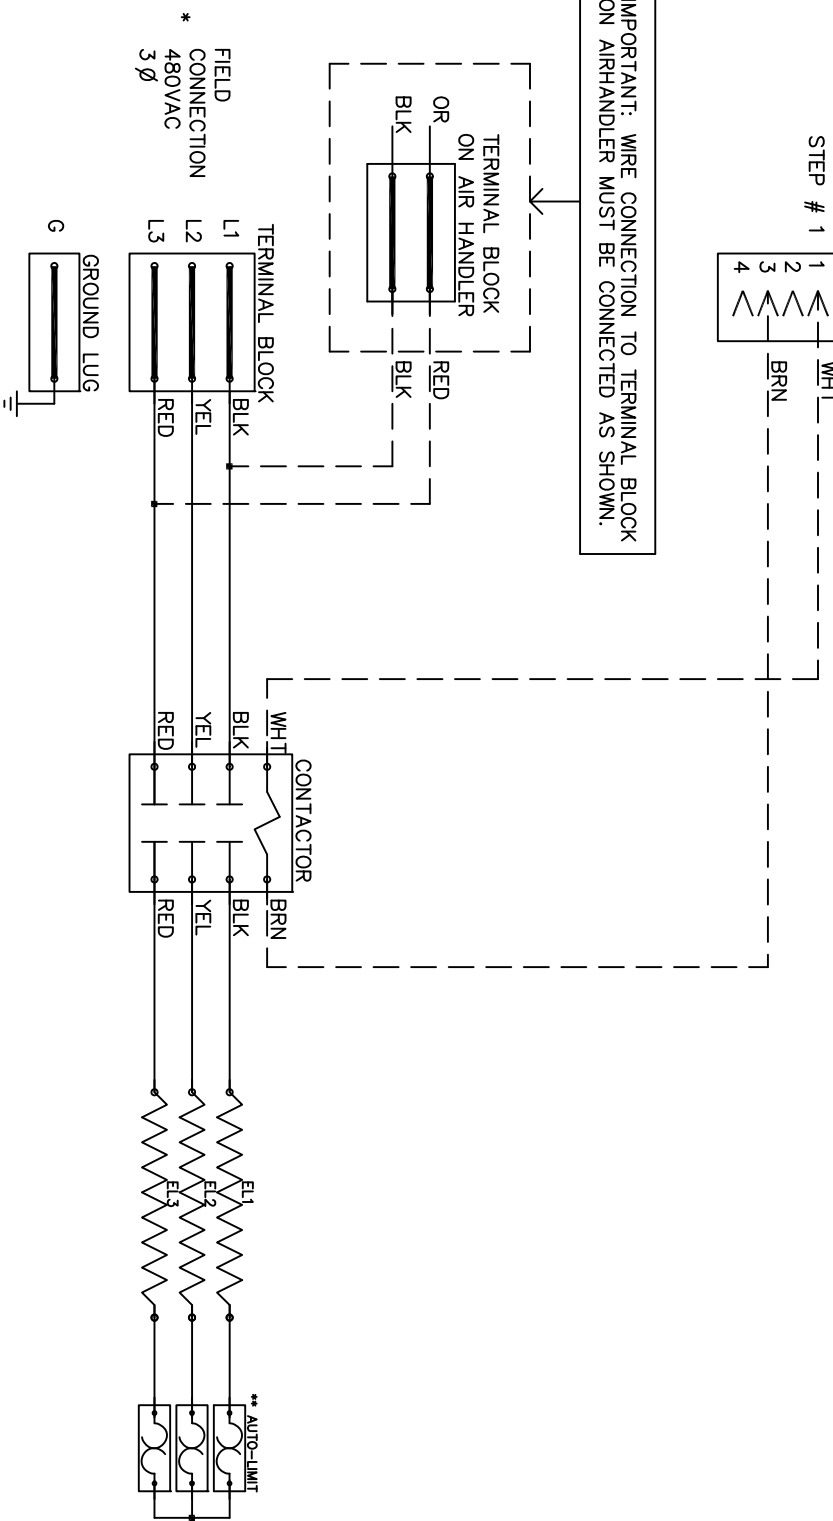 STEP # 1
1
2
3
4
WHT
BRN
IMPORTANT: WIRE CONNECTION TO TERMINAL BLOCK
ON AIRHANDLER MUST BE CONNECTED AS SHOWN.
TERMINAL BLOCK
ON AIR HANDLER
OR
BLK
RED
BLK
*
FIELD
CONNECTION
480VAC
3Ø
TERMINAL BLOCK
L1
L2
L3
BLK
YEL
RED
GROUND LUG
G
CONTACTOR
WHT
BLK
YEL
RED
BRN
BLK
YEL
RED
EL1
EL2
EL3
** AUTO-LIMIT